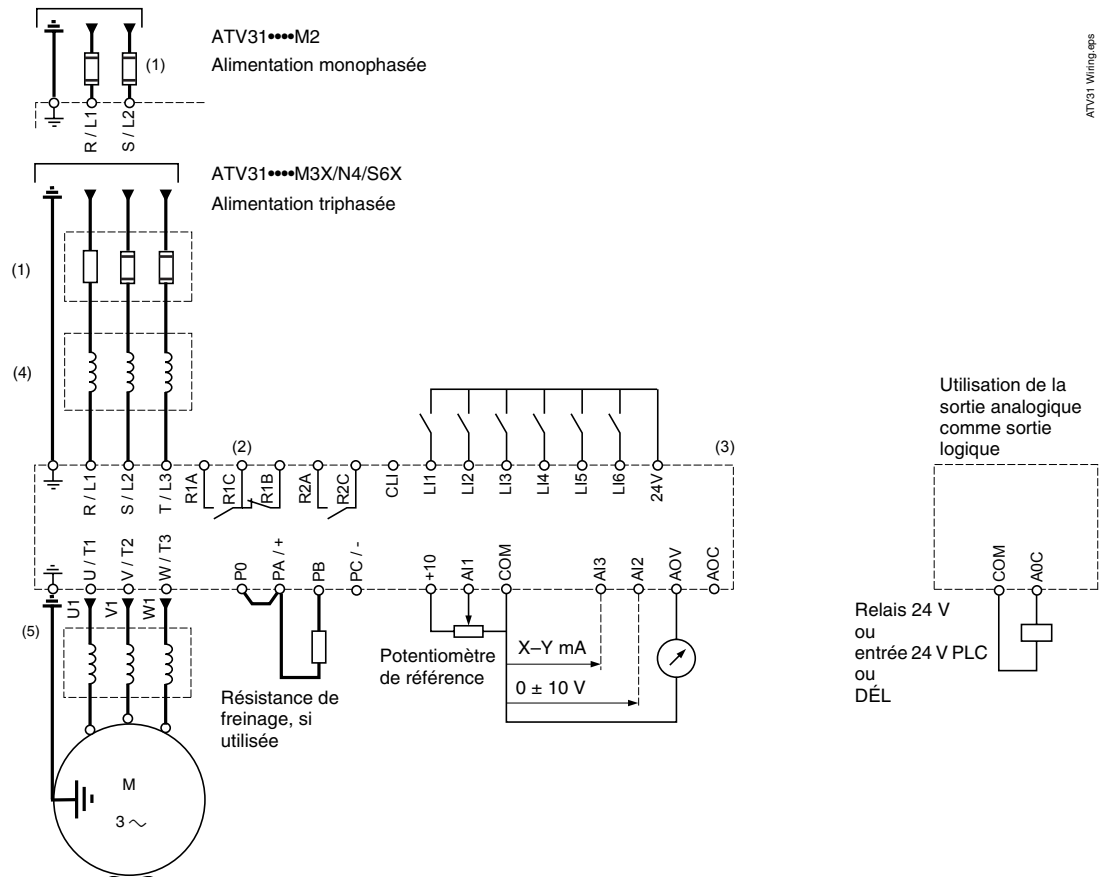 ATV31••••M2
Alimentation monophasée
(1)
R / L1
S / L2
ATV31 Wiring.eps
ATV31••••M3X/N4/S6X
Alimentation triphasée
(1)
(4)
(2)
(3)
R / L1
S / L2
T / L3
R1A
R1C
R1B
R2A
R2C
CLI
LI1
LI2
LI3
LI4
LI5
LI6
24V
U / T1
V / T2
W / T3
P0
PA / +
PB
PC / -
+10
AI1
COM
AI3
AI2
AOV
AOC
U1
V1
W1
(5)
Résistance de
freinage, si
utilisée
Potentiomètre
de référence
X–Y mA
0 ± 10 V
M
3 ~
Utilisation de la
sortie analogique
comme sortie
logique
COM
A0C
Relais 24 V
ou
entrée 24 V PLC
ou
DÉL